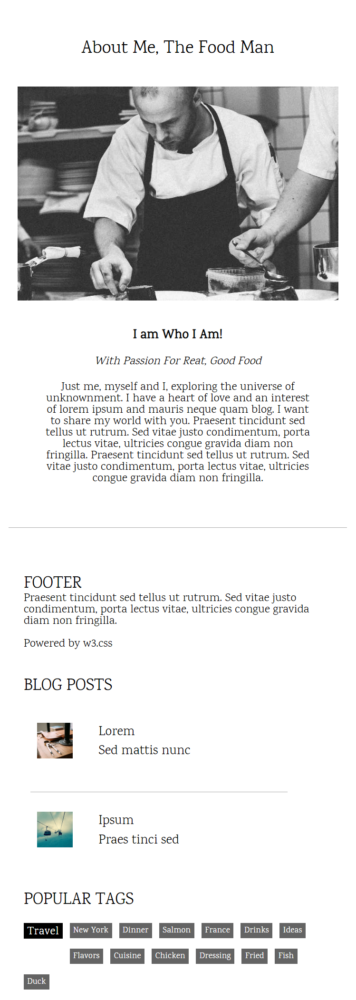 About Me, The Food Man
I am Who I Am!
With Passion For Reat, Good Food
Just me, myself and I, exploring the universe of
unknownment. I have a heart of love and an interest
of lorem ipsum and mauris neque quam blog. I want
to share my world with you. Praesent tincidunt sed
tellus ut rutrum. Sed vitae justo condimentum, porta
lectus vitae, ultricies congue gravida diam non
fringilla. Praesent tincidunt sed tellus ut rutrum. Sed
vitae justo condimentum, porta lectus vitae, ultricies
congue gravida diam non fringilla.
FOOTER
Praesent tincidunt sed tellus ut rutrum. Sed vitae justo
condimentum, porta lectus vitae, ultricies congue gravida
diam non fringilla.
Powered by w3.css
BLOG POSTS
Lorem
Sed mattis nunc
Ipsum
Praes tinci sed
POPULAR TAGS
Travel New York Dinner Salmon France Drinks Ideas
Flavors Cuisine Chicken Dressing Fried Fish
Duck